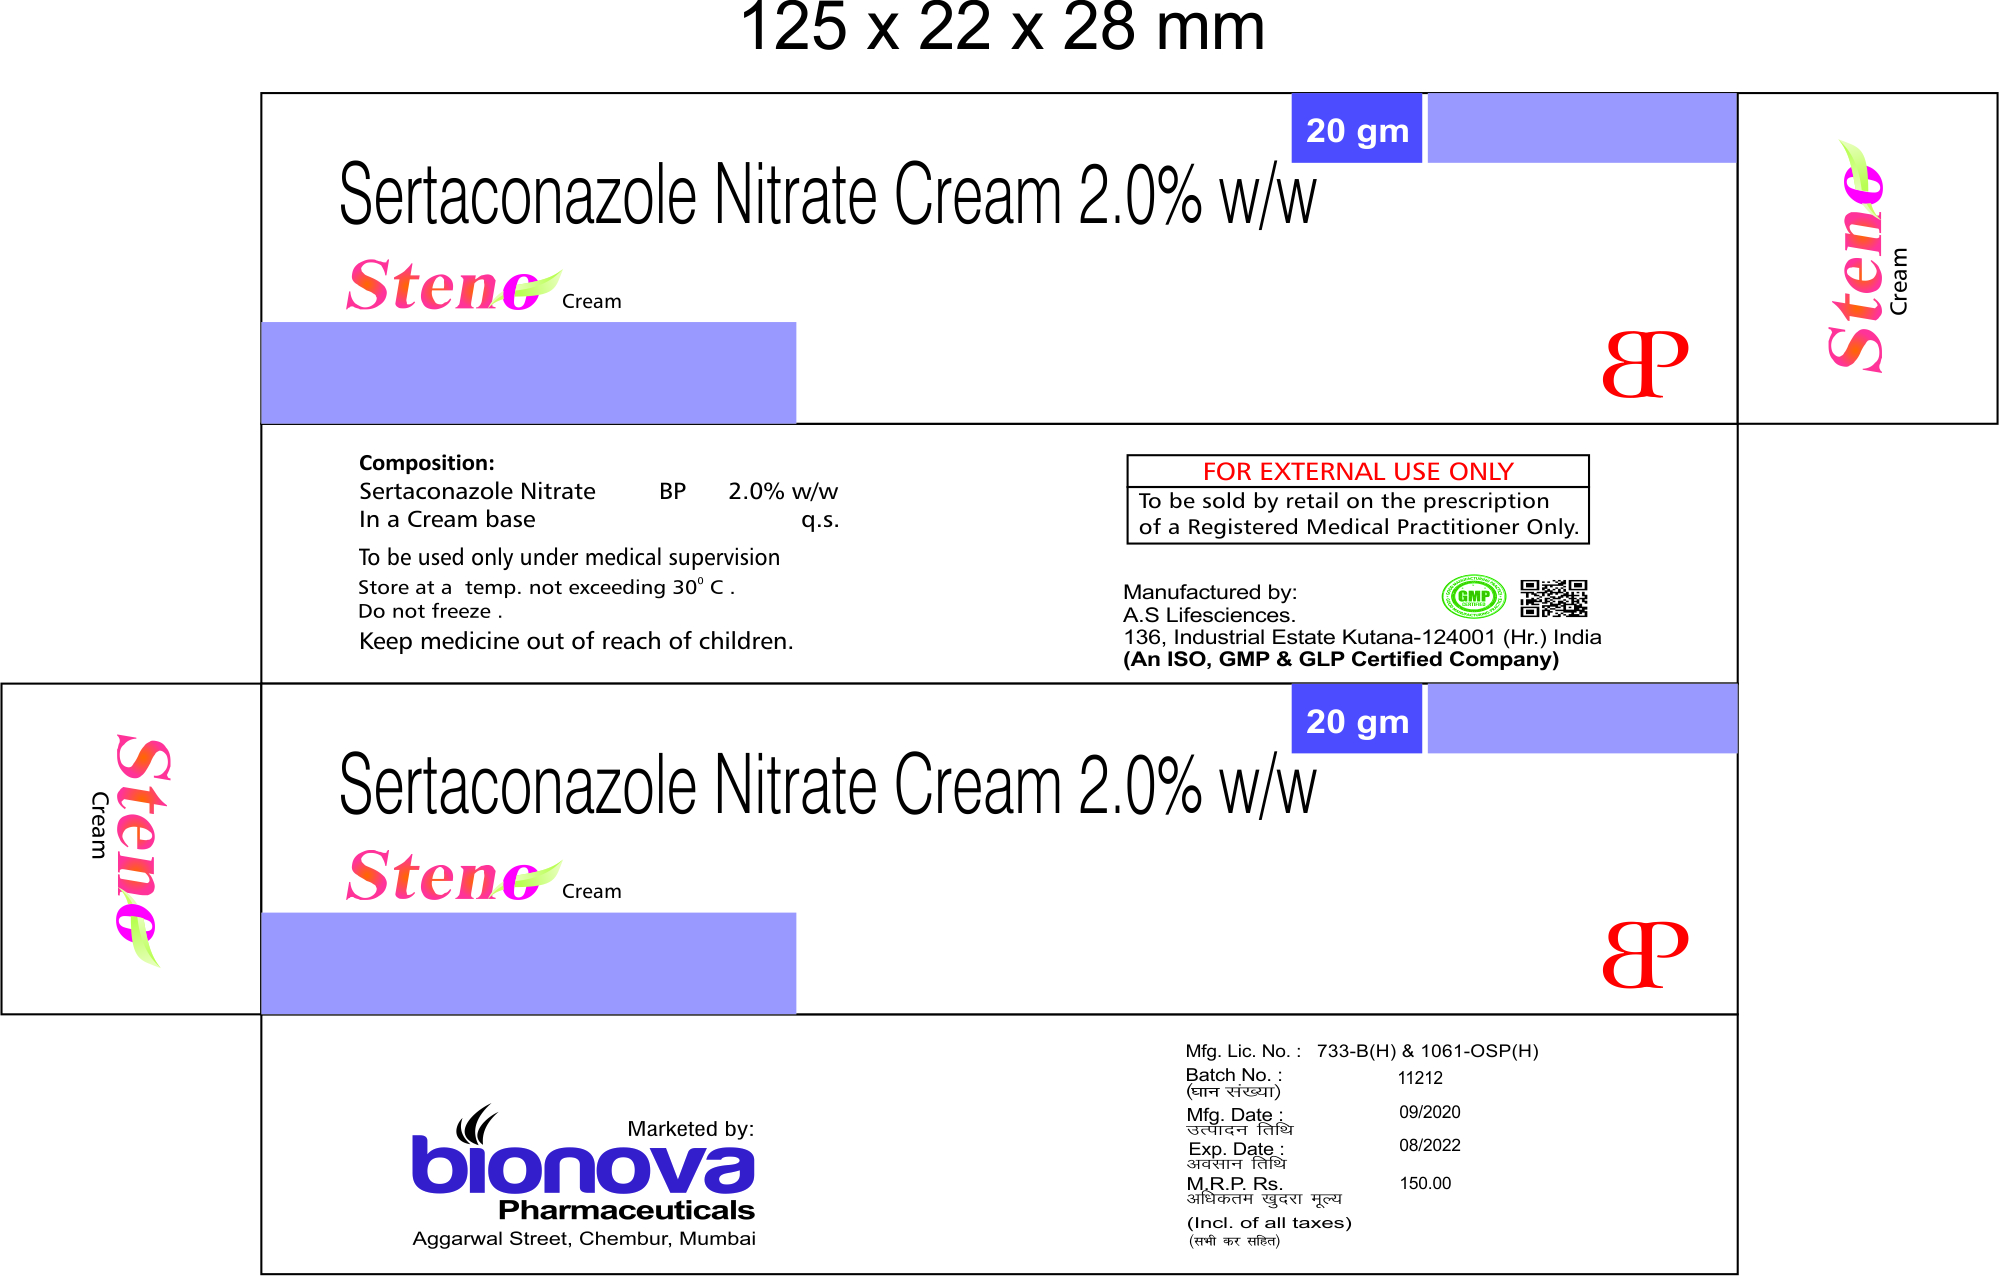 125 x 22 x 28 mm
20 gm
Sertaconazole Nitrate Cream 2.0% w/w
Steno Cream
BP
Steno
Cream
Composition:
Sertaconazole Nitrate BP 2.0% w/w
In a Cream base q.s.
To be used only under medical supervision
Store at a temp. not exceeding 30⁰ C .
Do not freeze .
Keep medicine out of reach of children.
FOR EXTERNAL USE ONLY
To be sold by retail on the prescription
of a Registered Medical Practitioner Only.
Manufactured by:
A.S Lifesciences.
136, Industrial Estate Kutana-124001 (Hr.) India
(An ISO, GMP & GLP Certified Company)
GMP
CERTIFIED
Steno
Cream
20 gm
Sertaconazole Nitrate Cream 2.0% w/w
Steno Cream
BP
Marketed by:
bionova
Pharmaceuticals
Aggarwal Street, Chembur, Mumbai
Mfg. Lic. No. : 733-B(H) & 1061-OSP(H)
Batch No. : 11212
(घान संख्या)
Mfg. Date : 09/2020
उत्पादन तिथि
Exp. Date : 08/2022
अवसान तिथि
M.R.P. Rs. 150.00
अधिकतम खुदरा मूल्य
(Incl. of all taxes)
(सभी कर सहित)